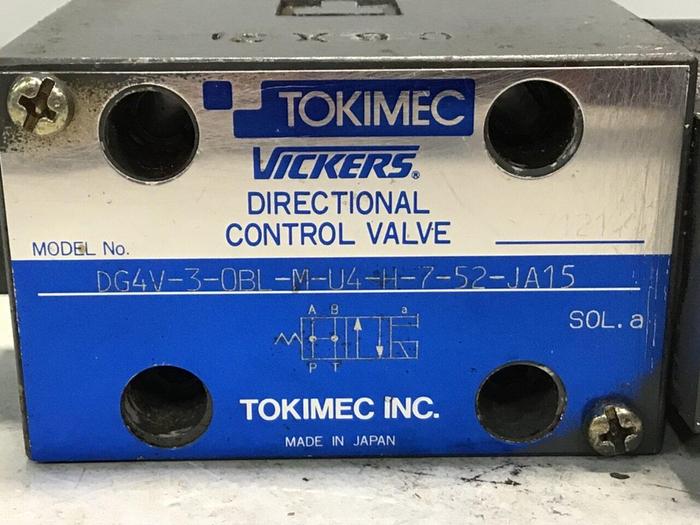 TOKIMEC
VICKERS®
DIRECTIONAL
CONTROL VALVE
MODEL No.
DG4V-3-0BL-M-U4-H-7-52-JA15
A B a
P T
SOL.a
TOKIMEC INC.
MADE IN JAPAN